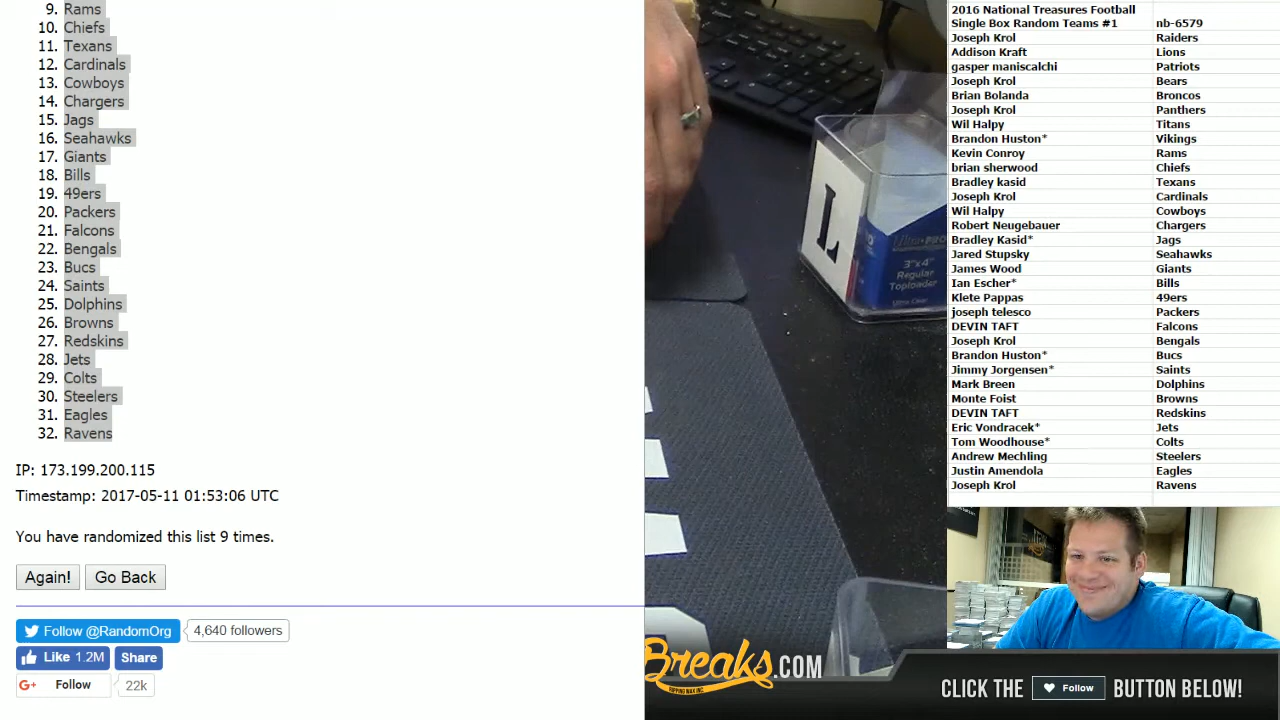 9. Rams
10. Chiefs
11. Texans
12. Cardinals
13. Cowboys
14. Chargers
15. Jags
16. Seahawks
17. Giants
18. Bills
19. 49ers
20. Packers
21. Falcons
22. Bengals
23. Bucs
24. Saints
25. Dolphins
26. Browns
27. Redskins
28. Jets
29. Colts
30. Steelers
31. Eagles
32. Ravens
IP: 173.199.200.115
Timestamp: 2017-05-11 01:53:06 UTC
You have randomized this list 9 times.
Again! Go Back
Follow @RandomOrg 4,640 followers
Like 1.2M Share
G+ Follow 22k
L
3"x4"
Regular
Toploader
Breaks.COM
2016 National Treasures Football
Single Box Random Teams #1 nb-6579
Joseph Krol Raiders
Addison Kraft Lions
gasper maniscalchi Patriots
Joseph Krol Bears
Brian Bolanda Broncos
Joseph Krol Panthers
Wil Halpy Titans
Brandon Huston* Vikings
Kevin Conroy Rams
brian sherwood Chiefs
Bradley kasid Texans
Joseph Krol Cardinals
Wil Halpy Cowboys
Robert Neugebauer Chargers
Bradley Kasid* Jags
Jared Stupsky Seahawks
James Wood Giants
Ian Escher* Bills
Klete Pappas 49ers
joseph telesco Packers
DEVIN TAFT Falcons
Joseph Krol Bengals
Brandon Huston* Bucs
Jimmy Jorgensen* Saints
Mark Breen Dolphins
Monte Foist Browns
DEVIN TAFT Redskins
Eric Vondracek* Jets
Tom Woodhouse* Colts
Andrew Mechling Steelers
Justin Amendola Eagles
Joseph Krol Ravens
CLICK THE Follow BUTTON BELOW!